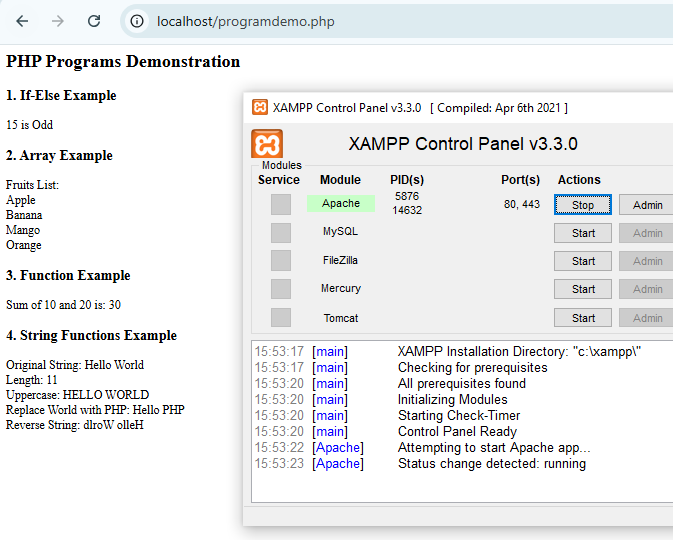 localhost/programdemo.php
PHP Programs Demonstration
1. If-Else Example
15 is Odd
2. Array Example
Fruits List:
Apple
Banana
Mango
Orange
3. Function Example
Sum of 10 and 20 is: 30
4. String Functions Example
Original String: Hello World
Length: 11
Uppercase: HELLO WORLD
Replace World with PHP: Hello PHP
Reverse String: dlroW olleH
XAMPP Control Panel v3.3.0 [ Compiled: Apr 6th 2021 ]
XAMPP Control Panel v3.3.0
Modules
Service Module PID(s) Port(s) Actions
Apache 5876 14632 80, 443 Stop Admin
MySQL Start Admin
FileZilla Start Admin
Mercury Start Admin
Tomcat Start Admin
15:53:17 [main] XAMPP Installation Directory: "c:\xampp\"
15:53:17 [main] Checking for prerequisites
15:53:20 [main] All prerequisites found
15:53:20 [main] Initializing Modules
15:53:20 [main] Starting Check-Timer
15:53:20 [main] Control Panel Ready
15:53:22 [Apache] Attempting to start Apache app...
15:53:23 [Apache] Status change detected: running